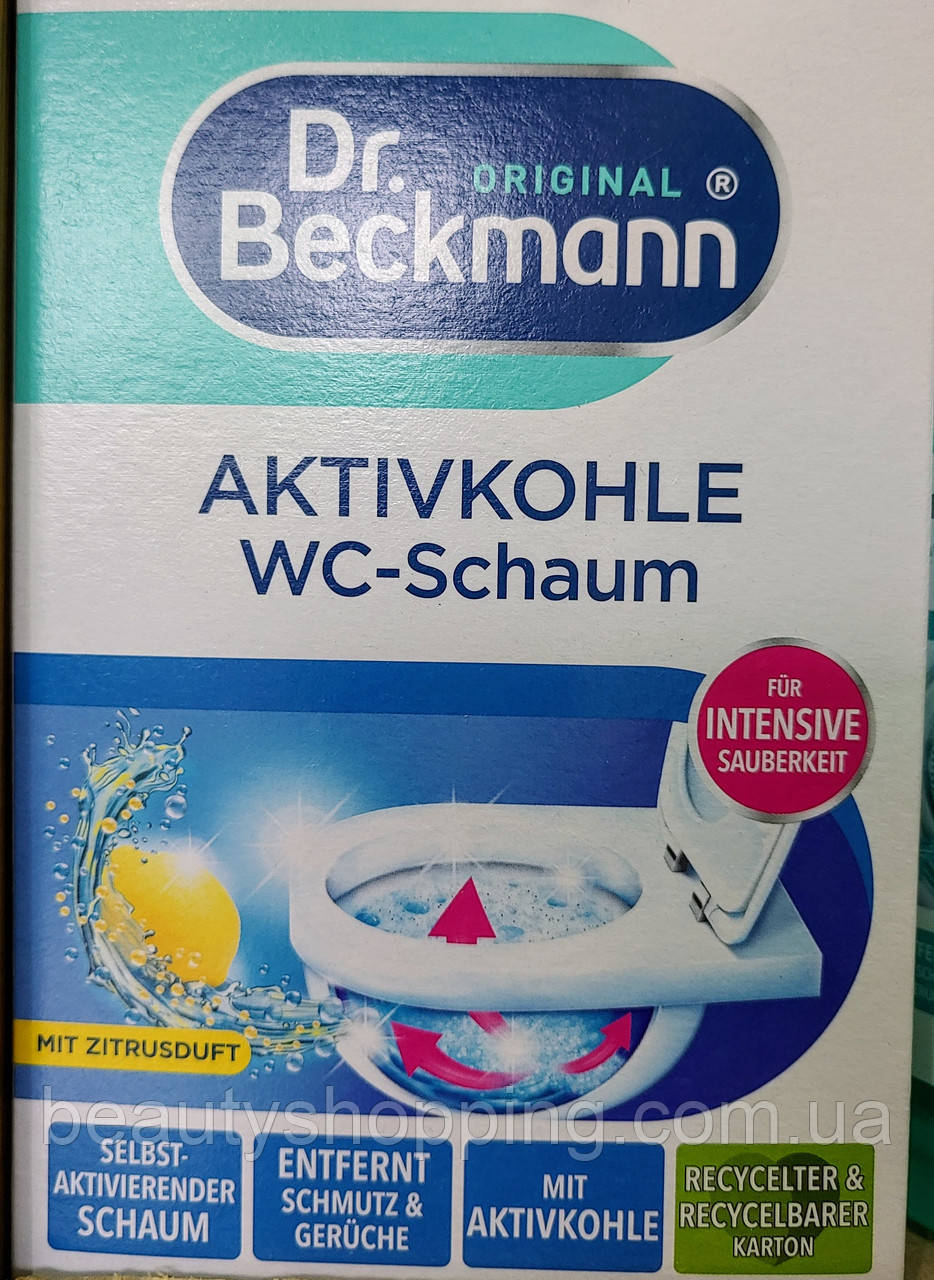 Dr.
ORIGINAL ®
Beckmann
AKTIVKOHLE
WC-Schaum
FÜR
INTENSIVE
SAUBERKEIT
MIT ZITRUSDUFT
beautyshopping.com.ua
SELBST-
AKTIVIERENDER
SCHAUM
ENTFERNT
SCHMUTZ &
GERÜCHE
MIT
AKTIVKOHLE
RECYCELTER &
RECYCELBARER
KARTON